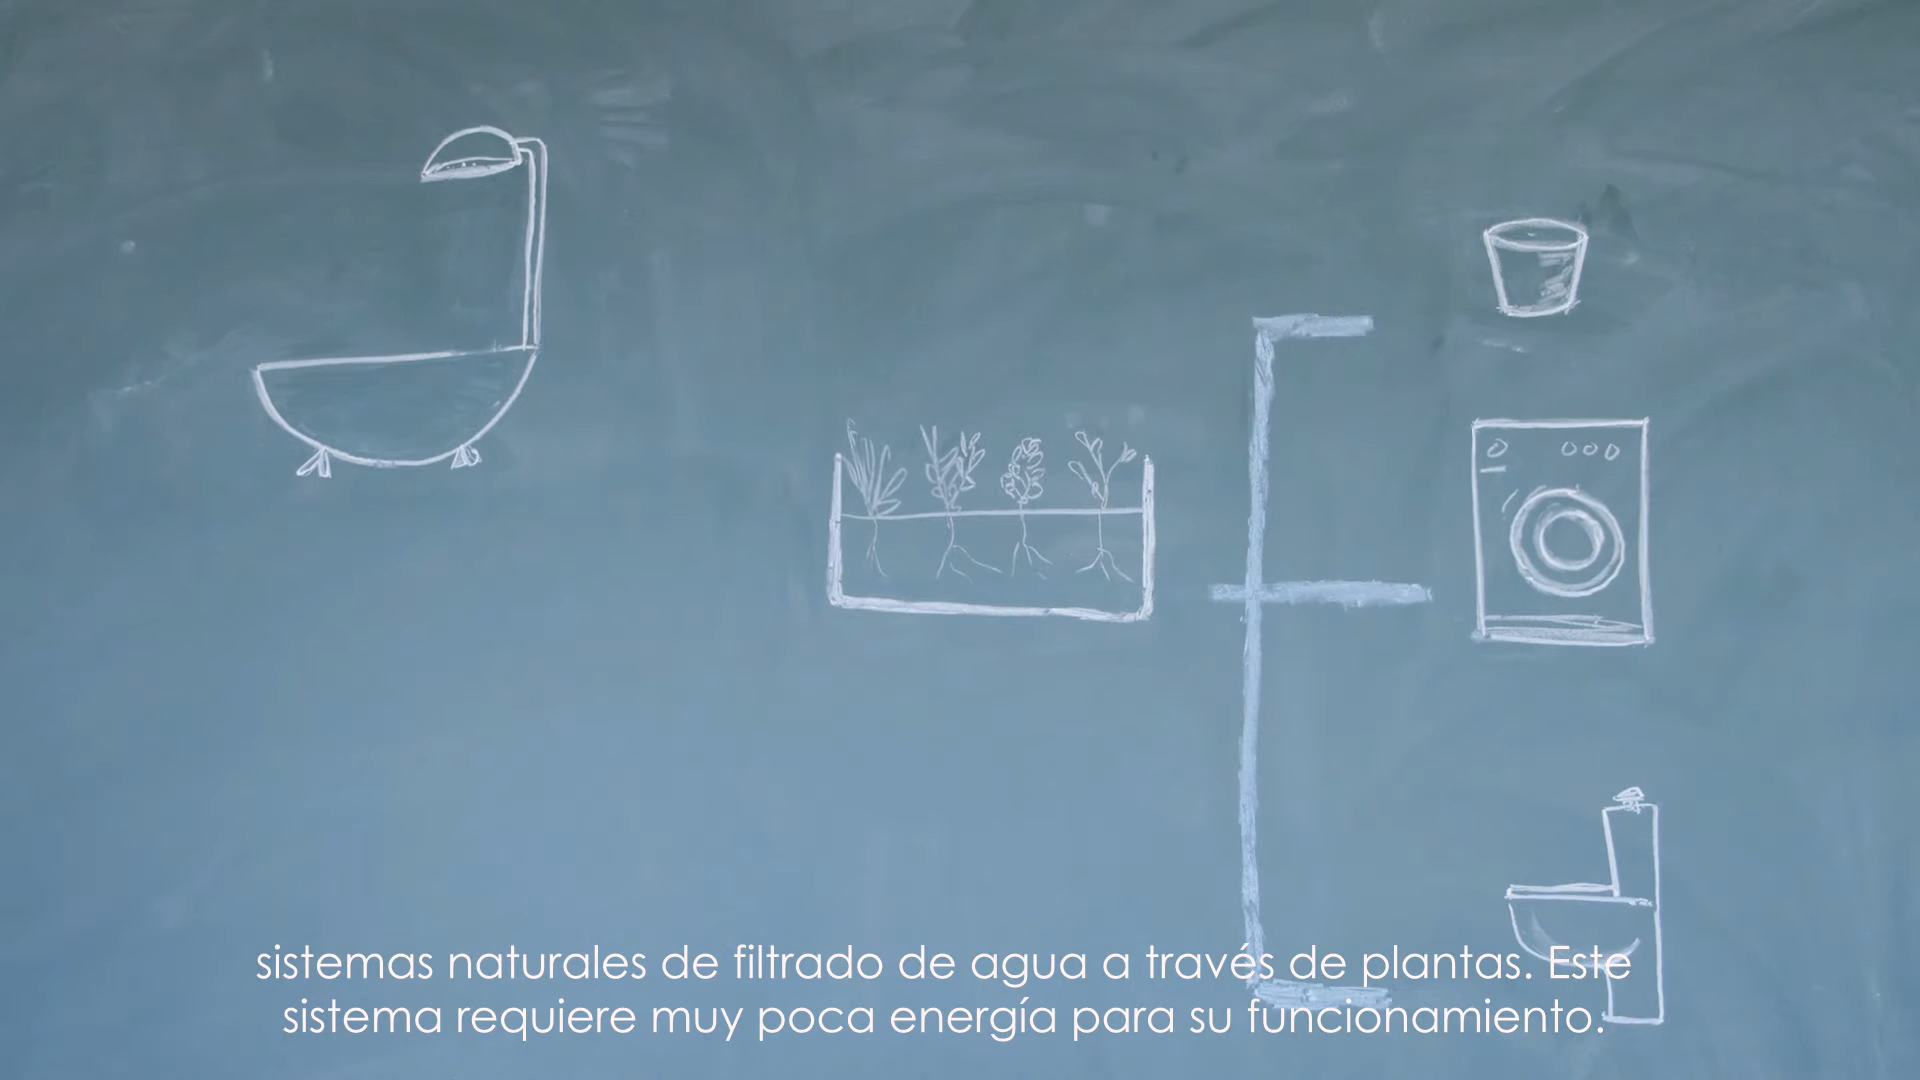 sistemas naturales de filtrado de agua a través de plantas. Este
sistema requiere muy poca energía para su funcionamiento.